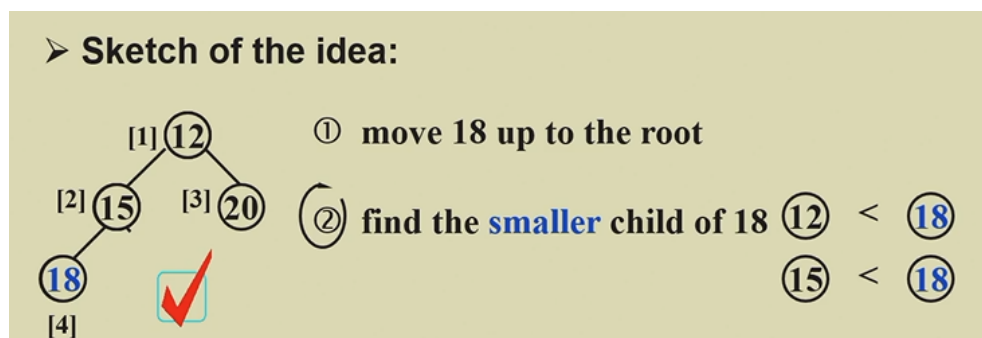 ➢ Sketch of the idea:
[1] 12 ① move 18 up to the root
[2] 15 [3] 20 ② find the smaller child of 18 12 < 18
18 15 < 18
[4]